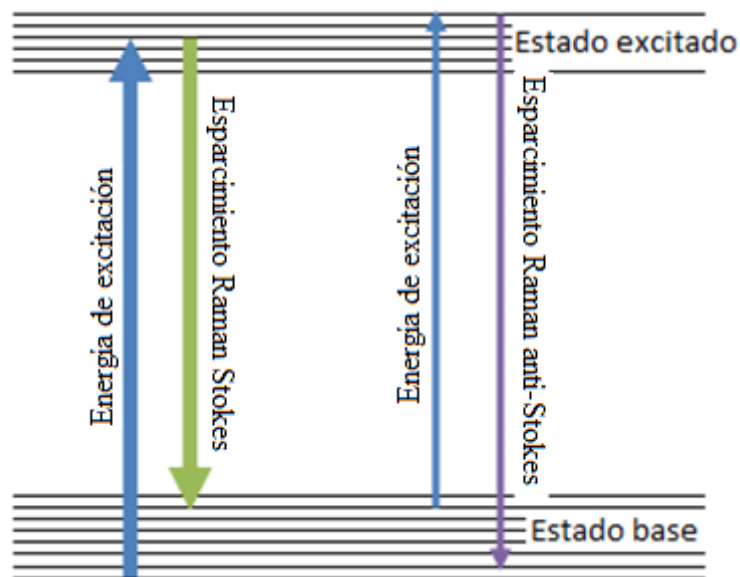 Estado excitado
Energía de excitación
Esparcimiento Raman Stokes
Energía de excitación
Esparcimiento Raman anti-Stokes
Estado base